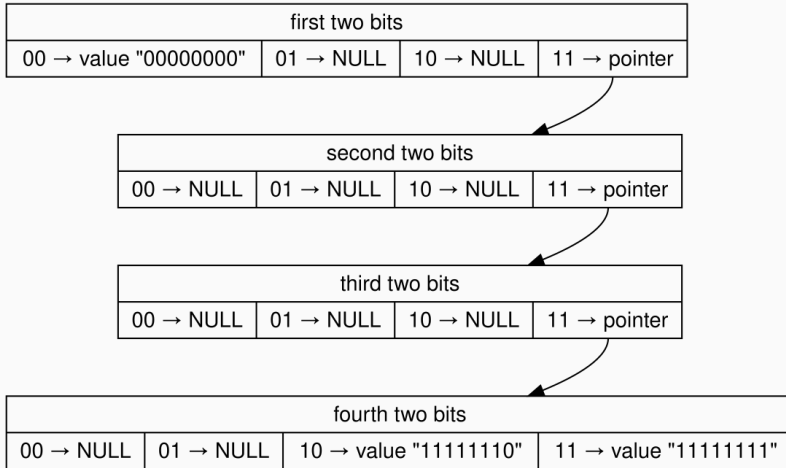 first two bits
00 → value "00000000" 01 → NULL 10 → NULL 11 → pointer
second two bits
00 → NULL 01 → NULL 10 → NULL 11 → pointer
third two bits
00 → NULL 01 → NULL 10 → NULL 11 → pointer
fourth two bits
00 → NULL 01 → NULL 10 → value "11111110" 11 → value "11111111"